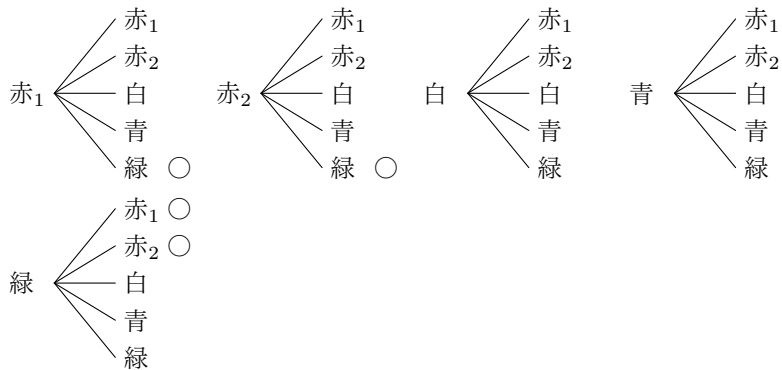 赤1 赤2 白 青 緑 ○
赤1
赤1 赤2 白 青 緑 ○
赤2
赤1 赤2 白 青 緑
白
赤1 赤2 白 青 緑
青
赤1 ○
赤2 ○
緑 白
青
緑